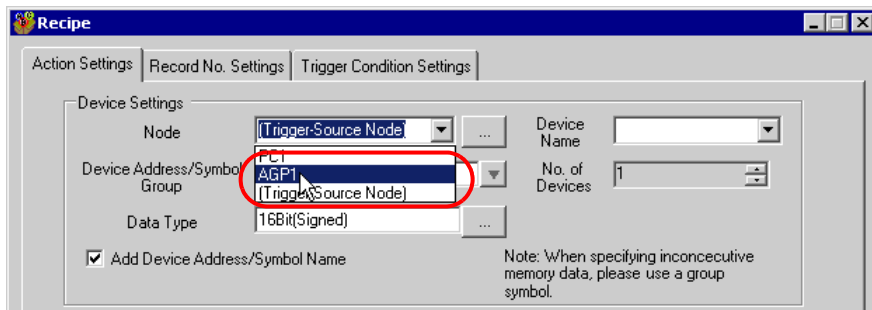 Recipe
Action Settings Record No. Settings Trigger Condition Settings
Device Settings
Node (Trigger-Source Node) ... Device Name
PC1
Device Address/Symbol Group AGP1 No. of Devices 1
(Trigger-Source Node)
Data Type 16Bit(Signed) ...
Add Device Address/Symbol Name
Note: When specifying inconcecutive
memory data, please use a group
symbol.